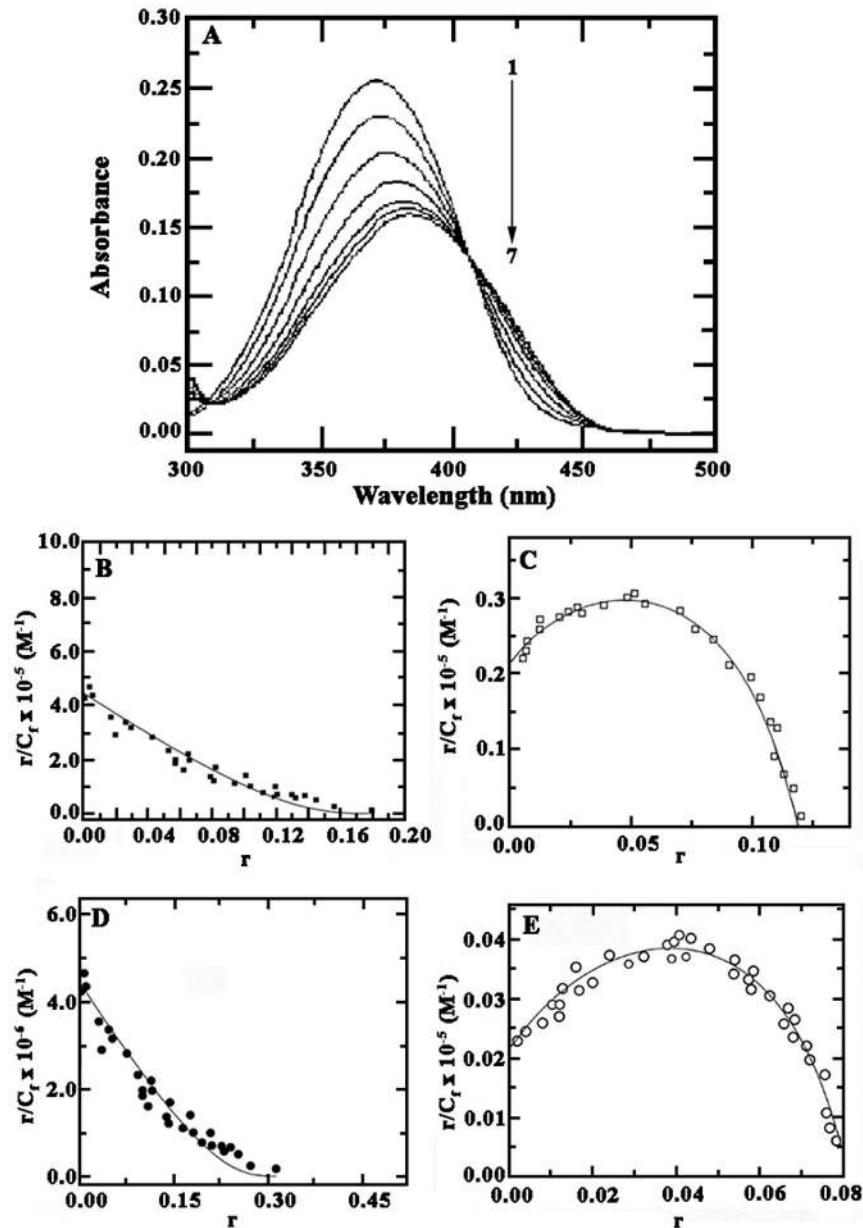 A
0.30
0.25
0.20
0.15
0.10
0.05
0.00
Absorbance
1
7
300 350 400 450 500
Wavelength (nm)
B
10.0
8.0
6.0
4.0
2.0
0.0
r/Cf x 10-5 (M-1)
0.00 0.04 0.08 0.12 0.16 0.20
r
C
0.3
0.2
0.1
0.0
r/Cf x 10-5 (M-1)
0.00 0.05 0.10
r
D
6.0
4.0
2.0
0.00
r/Cf x 10-6 (M-1)
0.00 0.15 0.30 0.45
r
E
0.04
0.03
0.02
0.01
0.00
r/Cf x 10-5 (M-1)
0.00 0.02 0.04 0.06 0.08
r